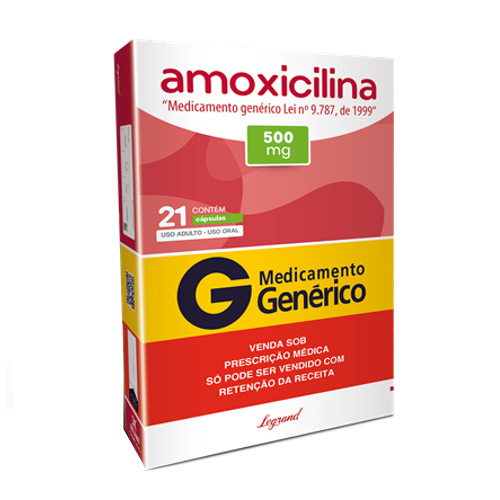 amoxicilina
"Medicamento genérico Lei nº 9.787, de 1999"
500
mg
21 CONTÉM
cápsulas
USO ADULTO - USO ORAL
G Medicamento
Genérico
VENDA SOB
PRESCRIÇÃO MÉDICA
SÓ PODE SER VENDIDO COM
RETENÇÃO DA RECEITA
Legrand